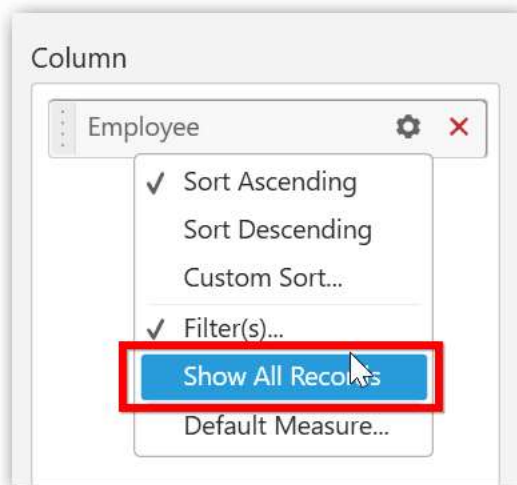 Column
Employee
Sort Ascending
Sort Descending
Custom Sort...
Filter(s)...
Show All Records
Default Measure...